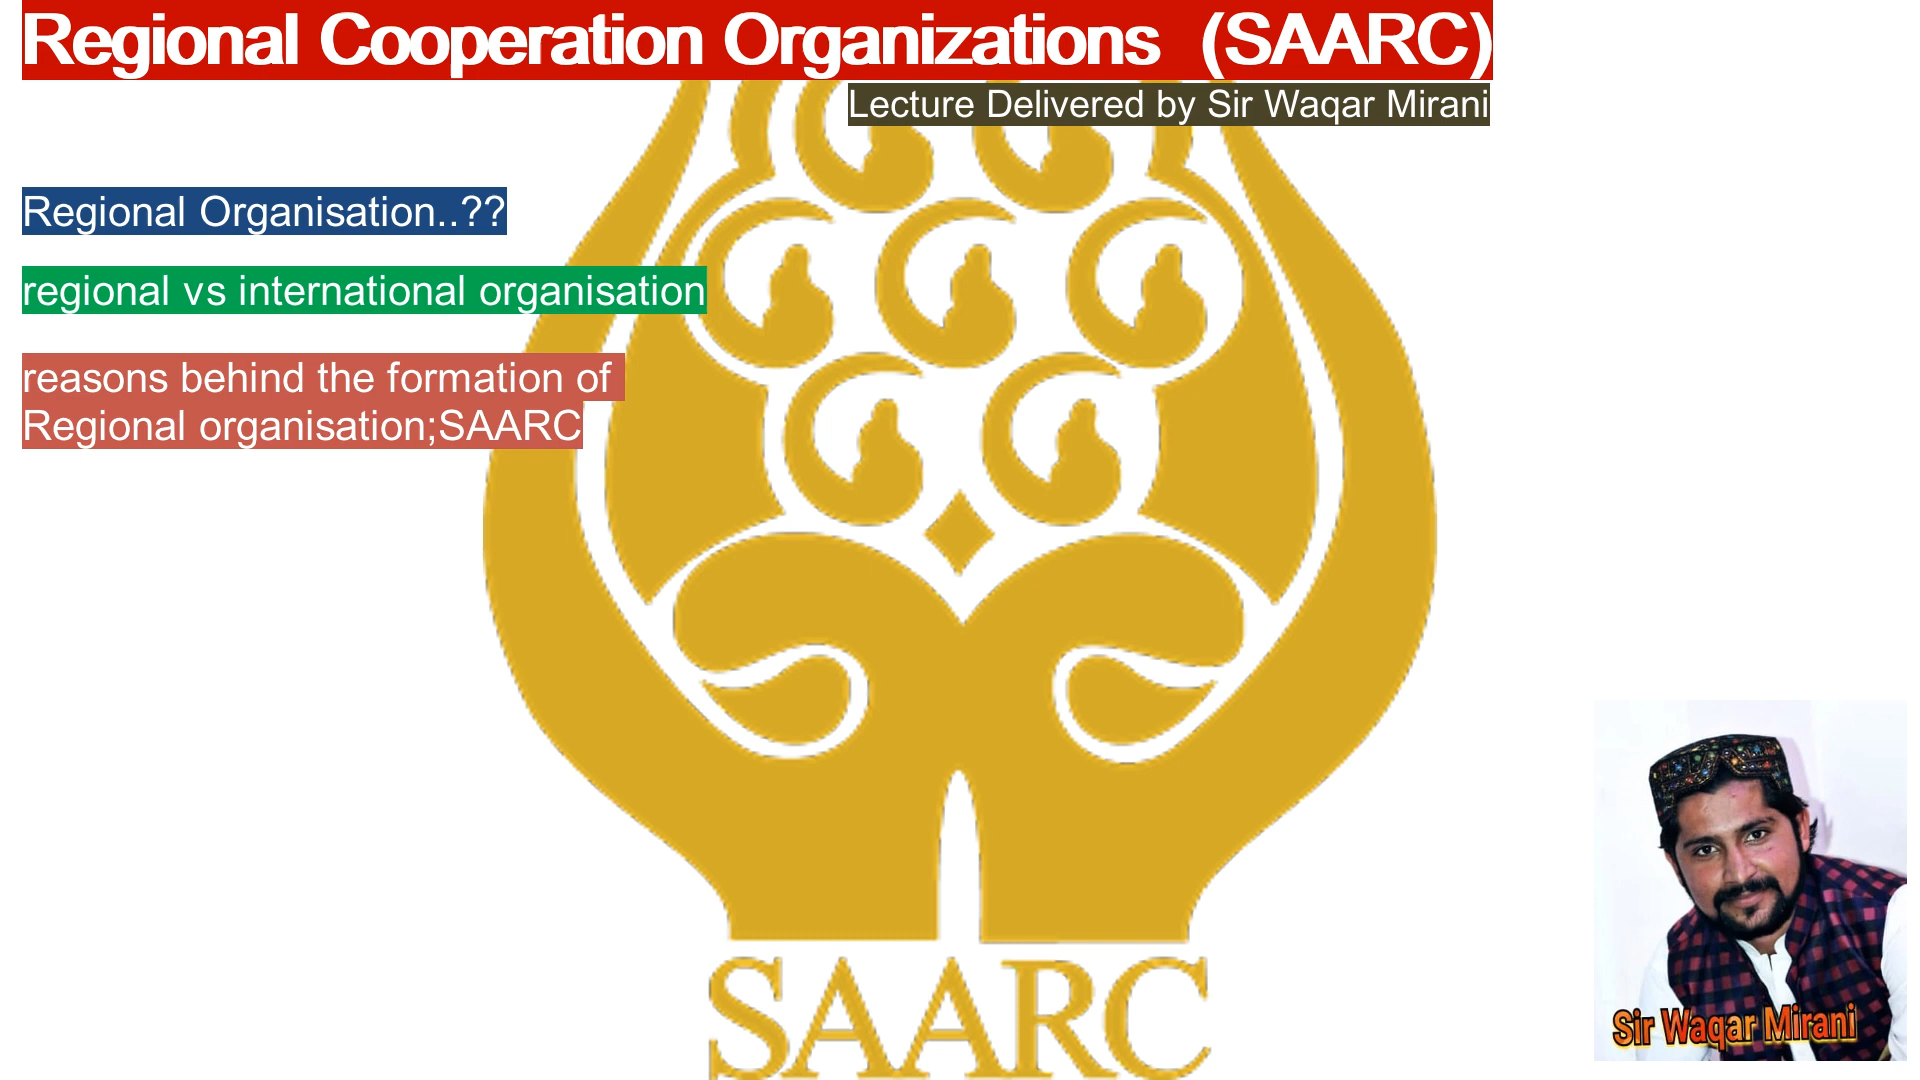 Regional Cooperation Organizations (SAARC)
Lecture Delivered by Sir Waqar Mirani
Regional Organisation..??
regional vs international organisation
reasons behind the formation of
Regional organisation;SAARC
SAARC
Sir Waqar Mirani